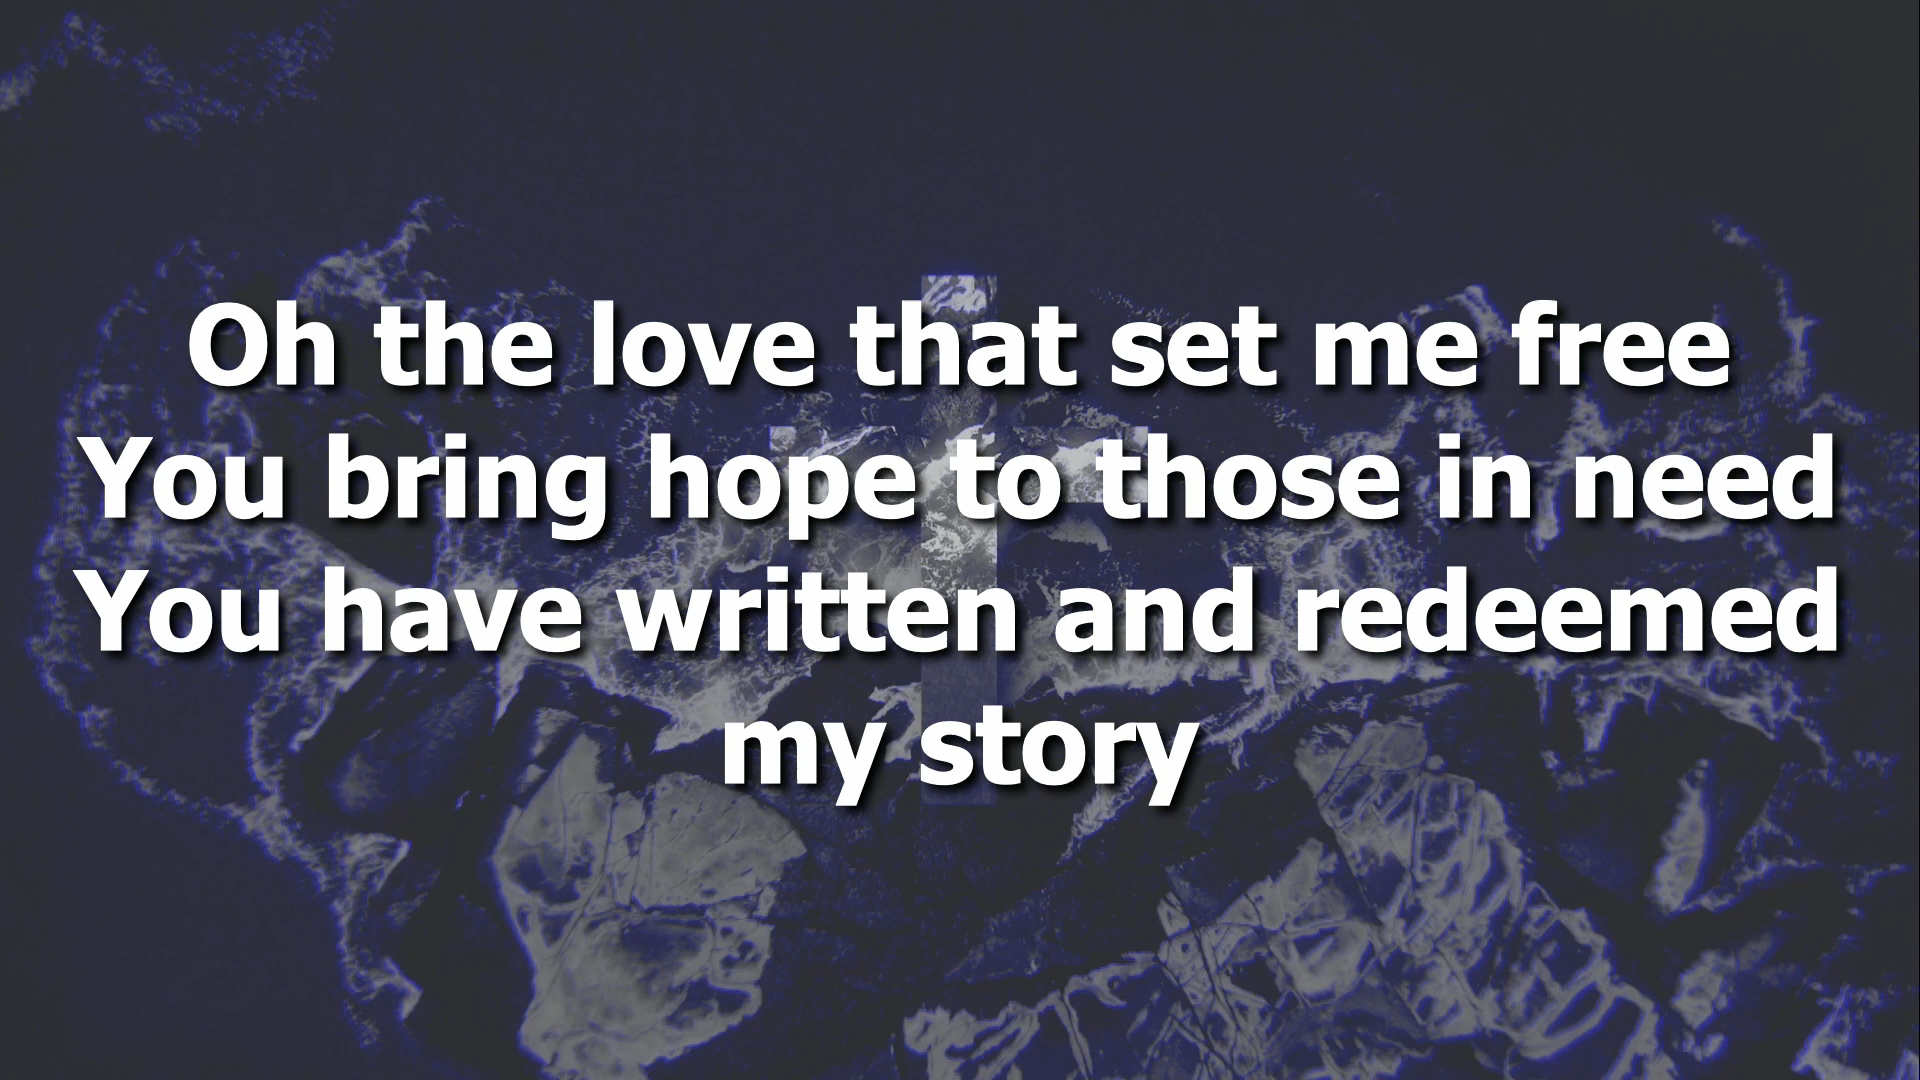 Oh the love that set me free
You bring hope to those in need
You have written and redeemed
my story